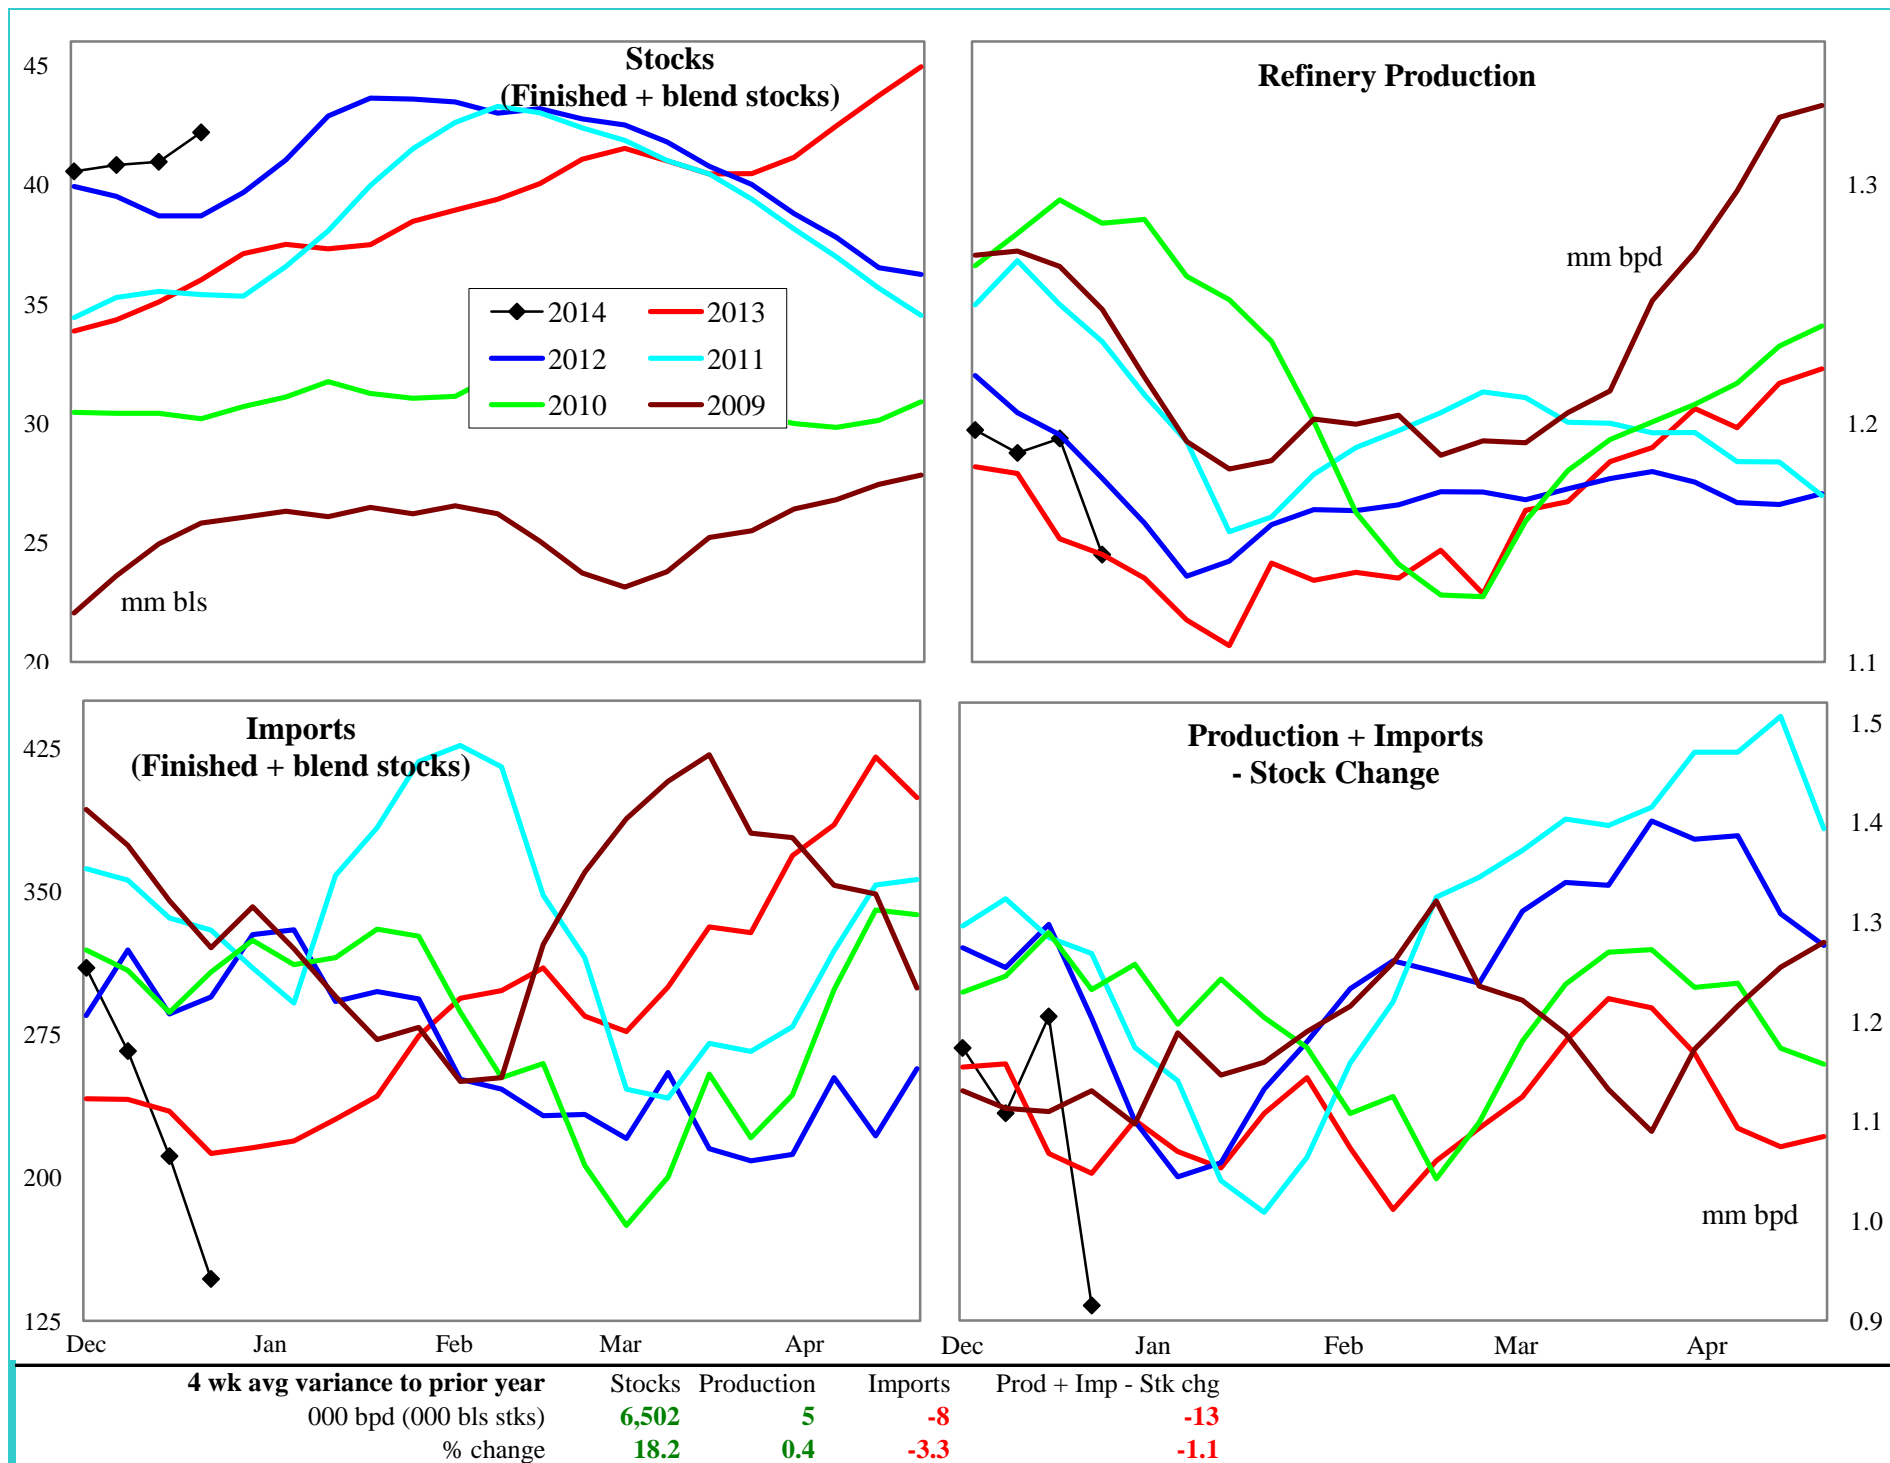 Stocks
(Finished + blend stocks)
45
40
35
30
25
20
mm bls
2014 2013
2012 2011
2010 2009
Refinery Production
mm bpd
1.3
1.2
1.1
Imports
(Finished + blend stocks)
425
350
275
200
125
Dec Jan Feb Mar Apr
Production + Imports
- Stock Change
1.5
1.4
1.3
1.2
1.1
1.0
0.9
mm bpd
Dec Jan Feb Mar Apr
4 wk avg variance to prior year Stocks Production Imports Prod + Imp - Stk chg
000 bpd (000 bls stks) 6,502 5 -8 -13
% change 18.2 0.4 -3.3 -1.1